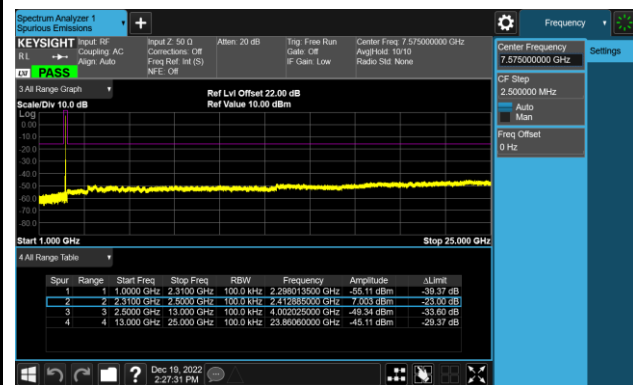 Spectrum Analyzer 1
Spurious Emissions
Frequency
KEYSIGHT
RL
Input: RF
Coupling: AC
Align: Auto
Input Z: 50 Ω
Corrections: Off
Freq Ref: Int (S)
NFE: Off
Atten: 20 dB
Trig: Free Run
Gate: Off
IF Gain: Low
Center Freq: 7.575000000 GHz
Avg|Hold: 10/10
Radio Std: None
LXI
PASS
3 All Range Graph
Scale/Div 10.0 dB
Ref Lvl Offset 22.00 dB
Ref Value 10.00 dBm
Log
0.00
-10.0
-20.0
-30.0
-40.0
-50.0
-60.0
-70.0
-80.0
Start 1.000 GHz
Stop 25.000 GHz
4 All Range Table
Spur Range Start Freq Stop Freq RBW Frequency Amplitude ΔLimit
1 1 1.0000 GHz 2.3100 GHz 100.0 kHz 2.298013500 GHz -55.11 dBm -39.37 dB
2 2 2.3100 GHz 2.5000 GHz 100.0 kHz 2.412885000 GHz 7.003 dBm -23.00 dB
3 3 2.5000 GHz 13.000 GHz 100.0 kHz 4.002025000 GHz -49.34 dBm -33.60 dB
4 4 13.000 GHz 25.000 GHz 100.0 kHz 23.86060000 GHz -45.11 dBm -29.37 dB
Center Frequency
7.575000000 GHz
Settings
CF Step
2.500000 MHz
Auto
Man
Freq Offset
0 Hz
?
Dec 19, 2022
2:27:31 PM